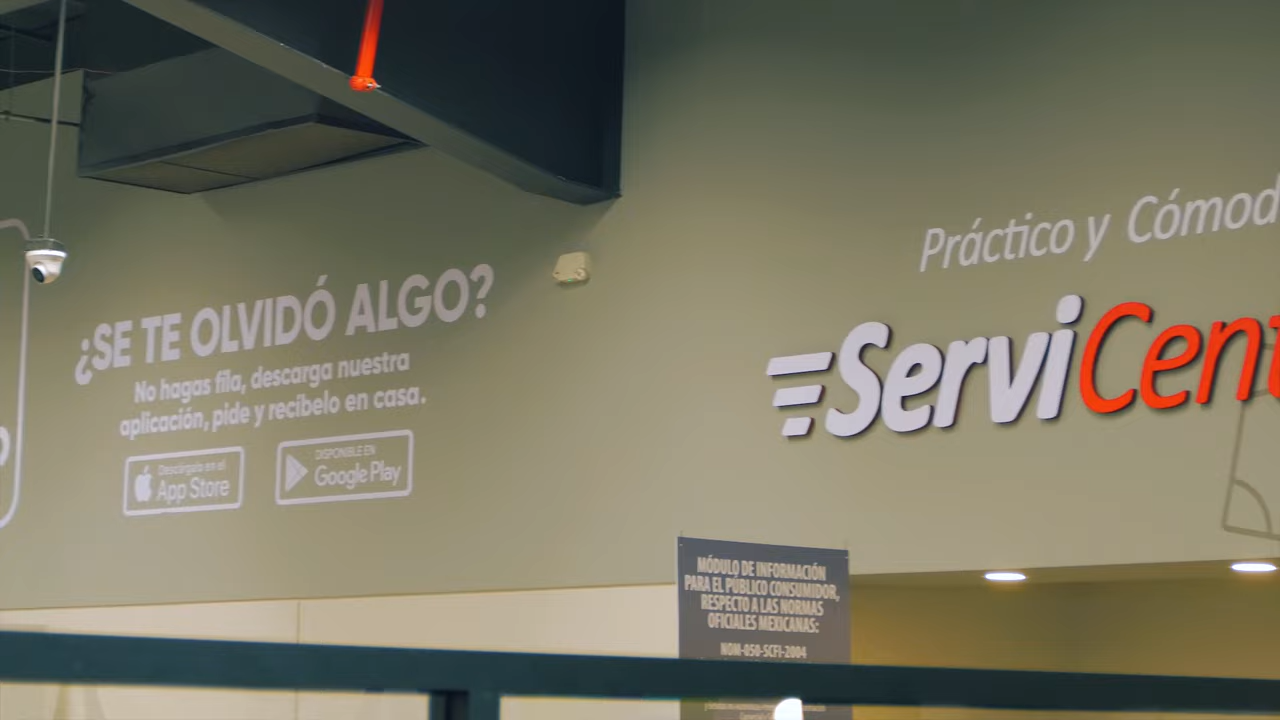 ¿SE TE OLVIDÓ ALGO?
No hagas fila, descarga nuestra
aplicación, pide y recíbelo en casa.
Descárgalo en el
App Store
DISPONIBLE EN
Google Play
Práctico y Cómod
ServiCent
MÓDULO DE INFORMACIÓN
PARA EL PÚBLICO CONSUMIDOR,
RESPECTO A LAS NORMAS
OFICIALES MEXICANAS:
NOM-050-SCFI-2004